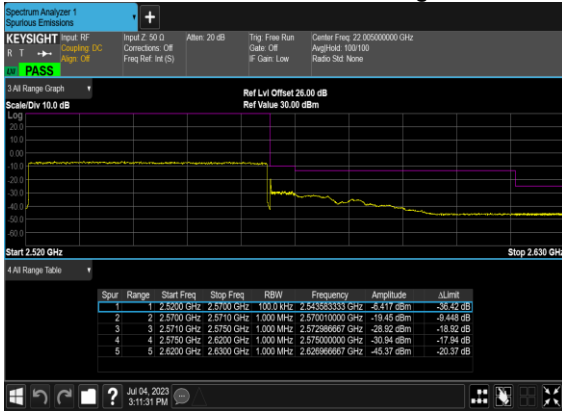 Spectrum Analyzer 1
Spurious Emissions
+
KEYSIGHT Input: RF Input Z: 50 Ω Atten: 20 dB Trig: Free Run Center Freq: 22.005000000 GHz
R T Coupling: DC Corrections: Off Gate: Off Avg|Hold: 100/100
Align: Off Freq Ref: Int (S) IF Gain: Low Radio Std: None
PASS
3 All Range Graph
Ref Lvl Offset 26.00 dB
Scale/Div 10.0 dB Ref Value 30.00 dBm
Log
20.0
10.0
0.00
-10.0
-20.0
-30.0
-40.0
-50.0
-60.0
Start 2.520 GHz Stop 2.630 GHz
4 All Range Table
Spur Range Start Freq Stop Freq RBW Frequency Amplitude ΔLimit
1 1 2.5200 GHz 2.5700 GHz 100.0 kHz 2.543583333 GHz -6.417 dBm -36.42 dB
2 2 2.5700 GHz 2.5710 GHz 1.000 MHz 2.570010000 GHz -19.45 dBm -9.448 dB
3 3 2.5710 GHz 2.5750 GHz 1.000 MHz 2.572986667 GHz -28.92 dBm -18.92 dB
4 4 2.5750 GHz 2.6200 GHz 1.000 MHz 2.575000000 GHz -30.94 dBm -17.94 dB
5 5 2.6200 GHz 2.6300 GHz 1.000 MHz 2.626966667 GHz -45.37 dBm -20.37 dB
? Jul 04, 2023
3:11:31 PM